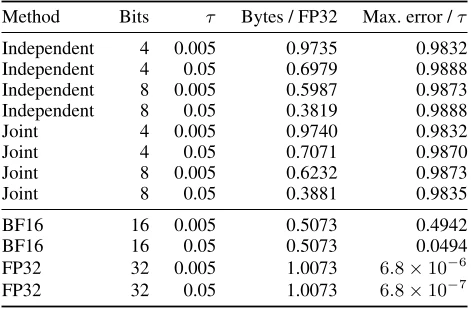 Method Bits τ Bytes / FP32 Max. error / τ
Independent 4 0.005 0.9735 0.9832
Independent 4 0.05 0.6979 0.9888
Independent 8 0.005 0.5987 0.9873
Independent 8 0.05 0.3819 0.9888
Joint 4 0.005 0.9740 0.9832
Joint 4 0.05 0.7071 0.9870
Joint 8 0.005 0.6232 0.9873
Joint 8 0.05 0.3881 0.9835
BF16 16 0.005 0.5073 0.4942
BF16 16 0.05 0.5073 0.0494
FP32 32 0.005 1.0073 6.8 × 10⁻⁶
FP32 32 0.05 1.0073 6.8 × 10⁻⁷